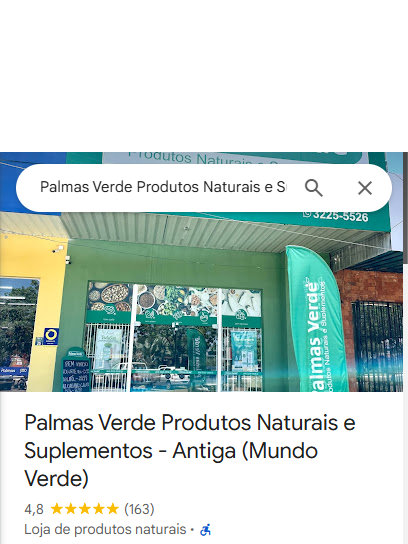 Produtos Naturais e
Palmas Verde Produtos Naturais e Su
3225-5526
Palmas Verde
Produtos Naturais e Suplementos
Palmas Verde Produtos Naturais e
Suplementos - Antiga (Mundo
Verde)
4,8 (163)
Loja de produtos naturais •